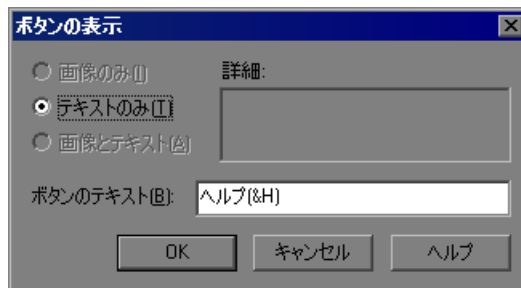 ボタンの表示
画像のみ(I)
詳細:
テキストのみ(T)
画像とテキスト(A)
ボタンのテキスト(B):
ヘルプ(&H)
OK
キャンセル
ヘルプ